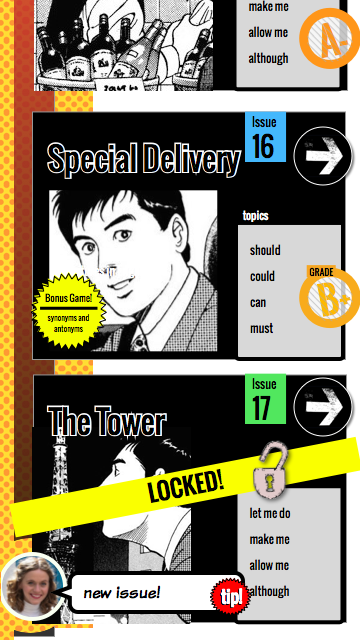 make me
allow me
although
A-
Issue
16
Special Delivery
topics
should
could
can
must
GRADE
B+
Bonus Game!
synonyms and
antonyms
Issue
17
The Tower
LOCKED!
let me do
make me
allow me
although
new issue!
tip!